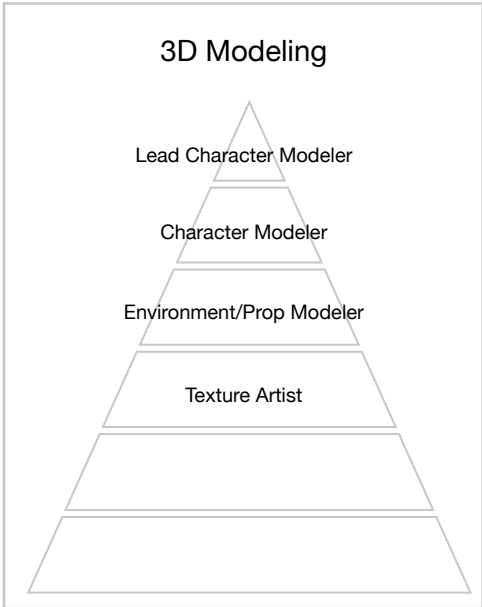 3D Modeling
Lead Character Modeler
Character Modeler
Environment/Prop Modeler
Texture Artist